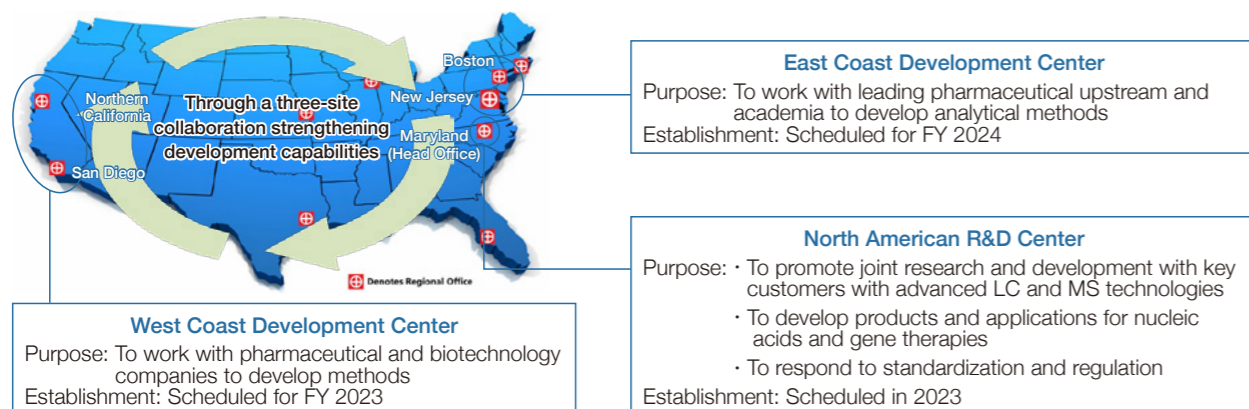 Boston
New Jersey
Northern
California
Through a three-site
collaboration strengthening
development capabilities
Maryland
(Head Office)
San Diego
Denotes Regional Office
East Coast Development Center
Purpose: To work with leading pharmaceutical upstream and
academia to develop analytical methods
Establishment: Scheduled for FY 2024
North American R&D Center
Purpose: ・To promote joint research and development with key
customers with advanced LC and MS technologies
・To develop products and applications for nucleic
acids and gene therapies
・To respond to standardization and regulation
Establishment: Scheduled in 2023
West Coast Development Center
Purpose: To work with pharmaceutical and biotechnology
companies to develop methods
Establishment: Scheduled for FY 2023